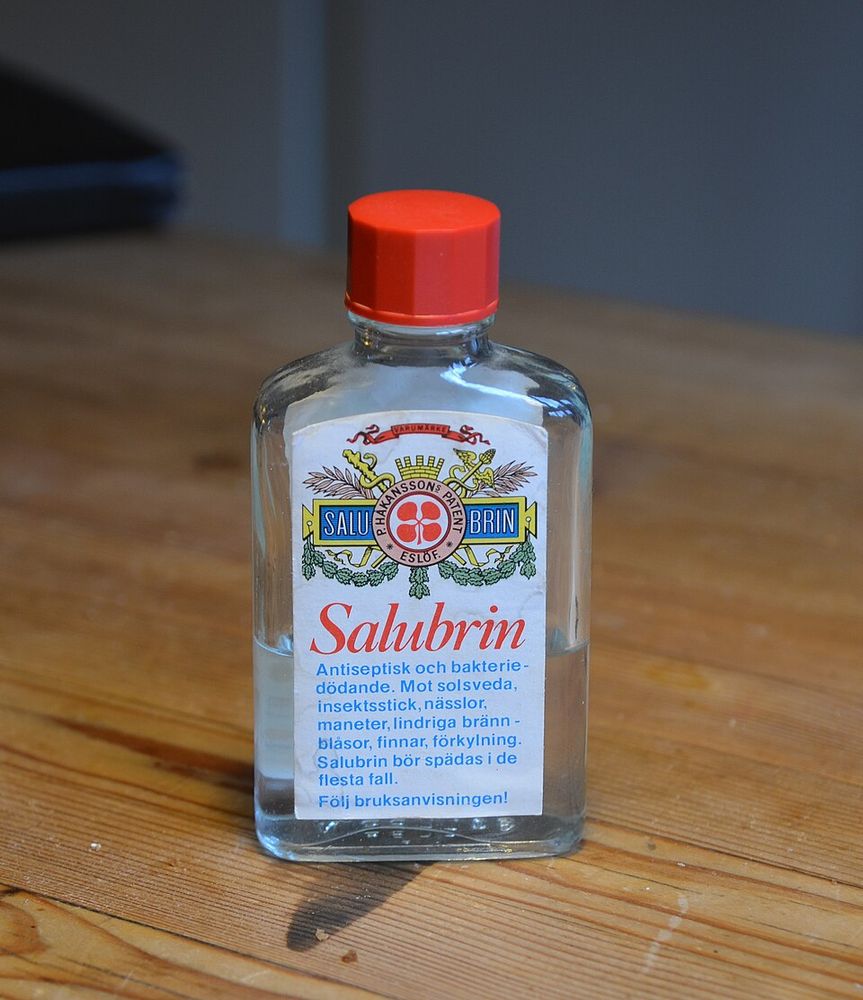 VARUMÄRKE
P. HÅKANSSONS PATENT
SALU BRIN
* ESLÖF. *
Salubrin
Antiseptisk och bakterie-
dödande. Mot solsveda,
insektsstick, nässlor,
maneter, lindriga bränn-
blåsor, finnar, förkylning.
Salubrin bör spädas i de
flesta fall.
Följ bruksanvisningen!